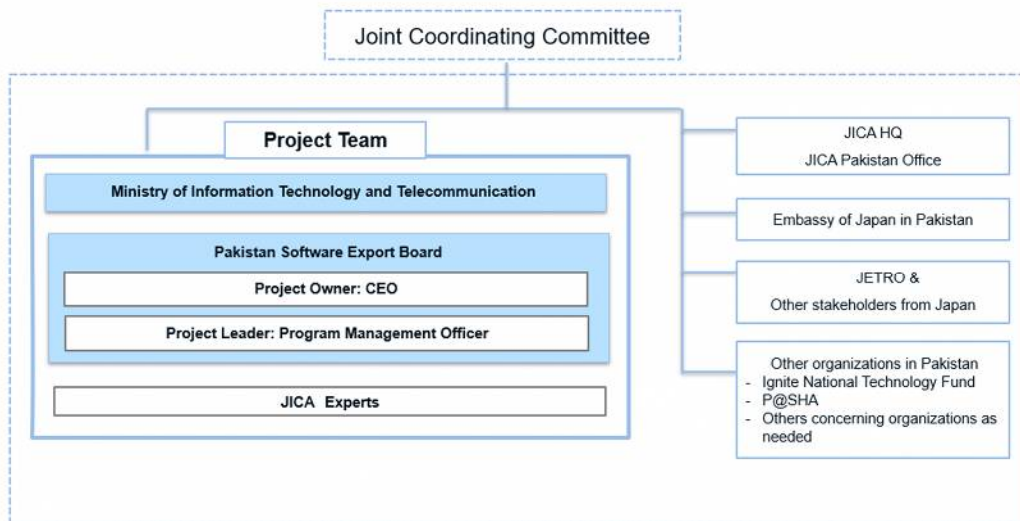 Joint Coordinating Committee
Project Team
Ministry of Information Technology and Telecommunication
Pakistan Software Export Board
Project Owner: CEO
Project Leader: Program Management Officer
JICA Experts
JICA HQ
JICA Pakistan Office
Embassy of Japan in Pakistan
JETRO &
Other stakeholders from Japan
Other organizations in Pakistan
- Ignite National Technology Fund
- P@SHA
- Others concerning organizations as
needed